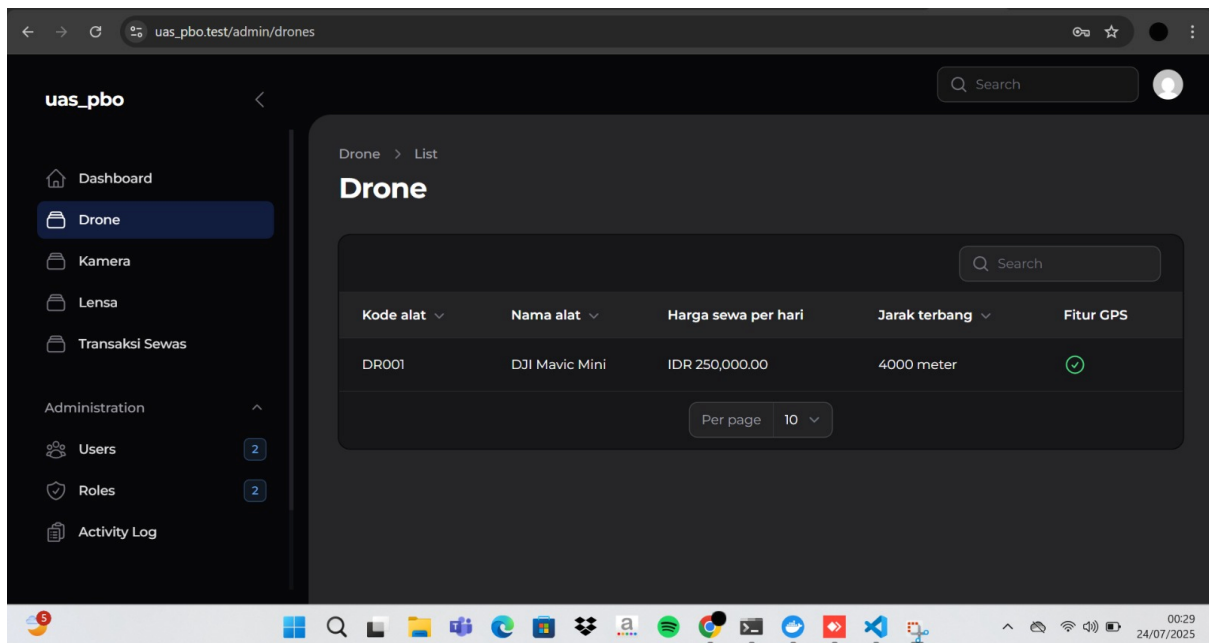 uas_pbo.test/admin/drones
uas_pbo
Search
Dashboard
Drone
Kamera
Lensa
Transaksi Sewas
Administration
Users 2
Roles 2
Activity Log
Drone > List
Drone
Search
Kode alat Nama alat Harga sewa per hari Jarak terbang Fitur GPS
DR001 DJI Mavic Mini IDR 250,000.00 4000 meter
Per page 10
5
a
00:29
24/07/2025